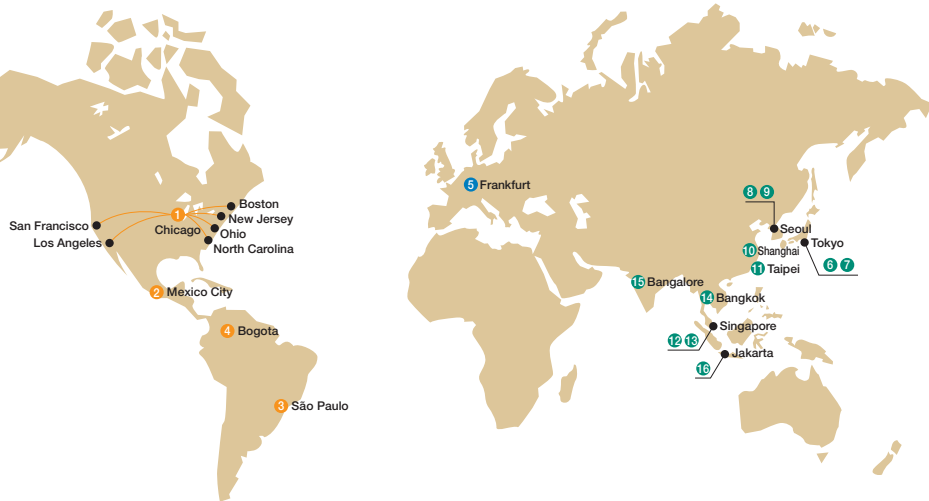 Boston
1
New Jersey
San Francisco
Chicago
Ohio
Los Angeles
North Carolina
2 Mexico City
4 Bogota
3 São Paulo
5 Frankfurt
8 9
Seoul
Tokyo
10 Shanghai
6 7
11 Taipei
15 Bangalore
14 Bangkok
Singapore
12 13
Jakarta
16